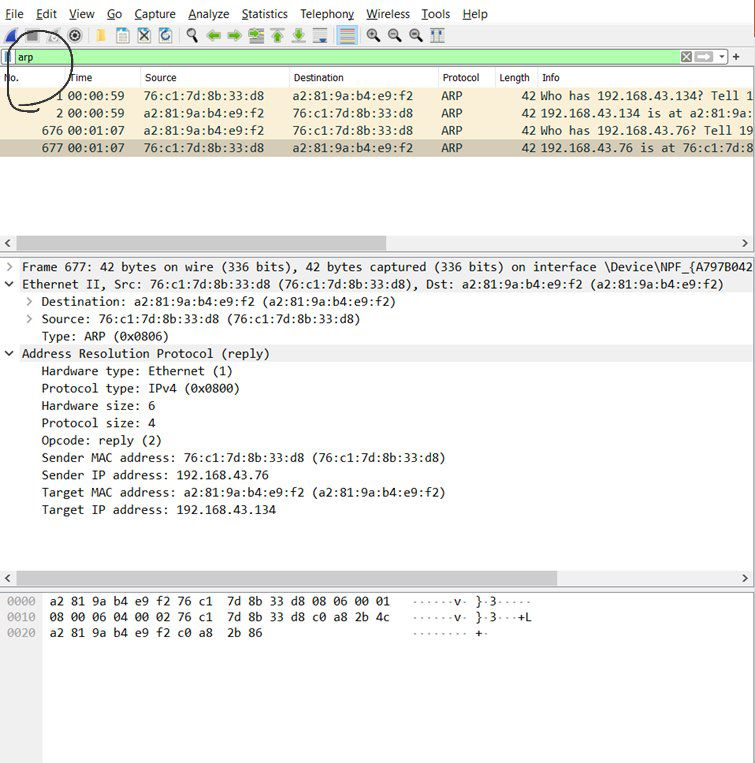 File Edit View Go Capture Analyze Statistics Telephony Wireless Tools Help
arp
No. Time Source Destination Protocol Length Info
1 00:00:59 76:c1:7d:8b:33:d8 a2:81:9a:b4:e9:f2 ARP 42 Who has 192.168.43.134? Tell 1
2 00:00:59 a2:81:9a:b4:e9:f2 76:c1:7d:8b:33:d8 ARP 42 192.168.43.134 is at a2:81:9a:
676 00:01:07 a2:81:9a:b4:e9:f2 76:c1:7d:8b:33:d8 ARP 42 Who has 192.168.43.76? Tell 19
677 00:01:07 76:c1:7d:8b:33:d8 a2:81:9a:b4:e9:f2 ARP 42 192.168.43.76 is at 76:c1:7d:8
Frame 677: 42 bytes on wire (336 bits), 42 bytes captured (336 bits) on interface \Device\NPF_{A797B042
Ethernet II, Src: 76:c1:7d:8b:33:d8 (76:c1:7d:8b:33:d8), Dst: a2:81:9a:b4:e9:f2 (a2:81:9a:b4:e9:f2)
Destination: a2:81:9a:b4:e9:f2 (a2:81:9a:b4:e9:f2)
Source: 76:c1:7d:8b:33:d8 (76:c1:7d:8b:33:d8)
Type: ARP (0x0806)
Address Resolution Protocol (reply)
Hardware type: Ethernet (1)
Protocol type: IPv4 (0x0800)
Hardware size: 6
Protocol size: 4
Opcode: reply (2)
Sender MAC address: 76:c1:7d:8b:33:d8 (76:c1:7d:8b:33:d8)
Sender IP address: 192.168.43.76
Target MAC address: a2:81:9a:b4:e9:f2 (a2:81:9a:b4:e9:f2)
Target IP address: 192.168.43.134
0000 a2 81 9a b4 e9 f2 76 c1 7d 8b 33 d8 08 06 00 01 ······v· }·3·····
0010 08 00 06 04 00 02 76 c1 7d 8b 33 d8 c0 a8 2b 4c ······v· }·3···+L
0020 a2 81 9a b4 e9 f2 c0 a8 2b 86 ········ +·